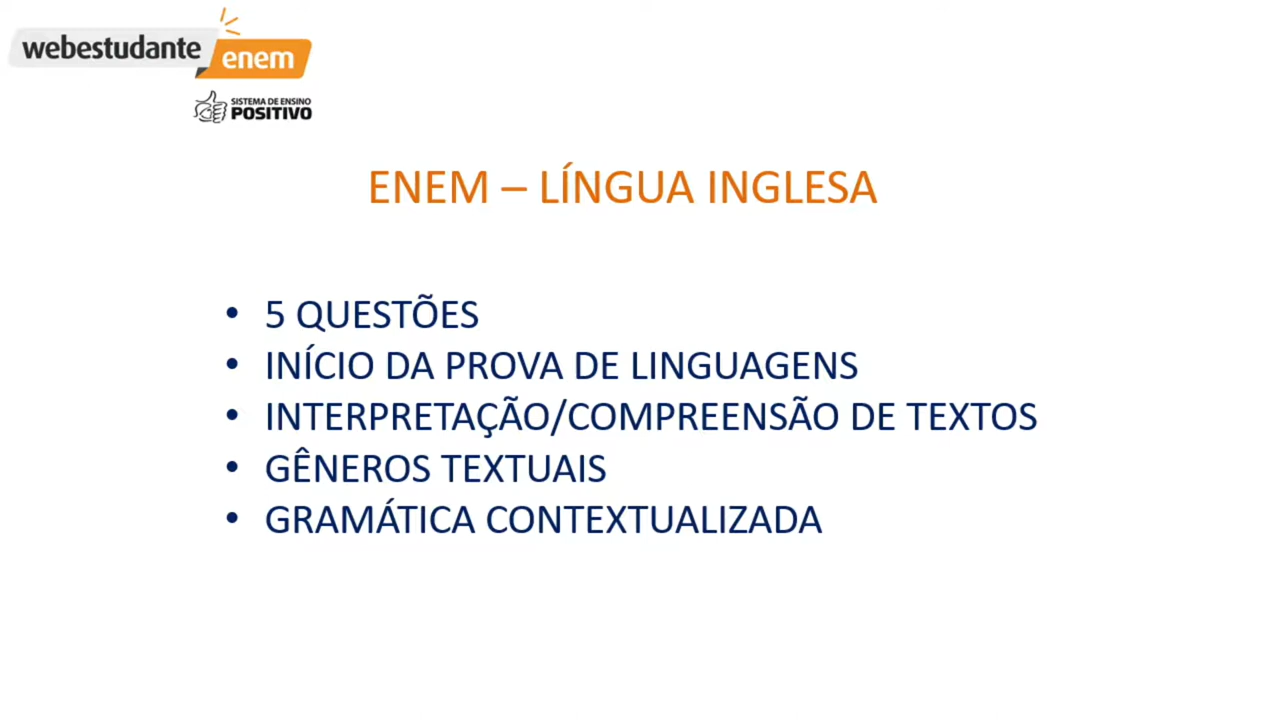 webestudante
enem
SISTEMA DE ENSINO
POSITIVO
ENEM – LÍNGUA INGLESA
• 5 QUESTÕES
• INÍCIO DA PROVA DE LINGUAGENS
• INTERPRETAÇÃO/COMPREENSÃO DE TEXTOS
• GÊNEROS TEXTUAIS
• GRAMÁTICA CONTEXTUALIZADA